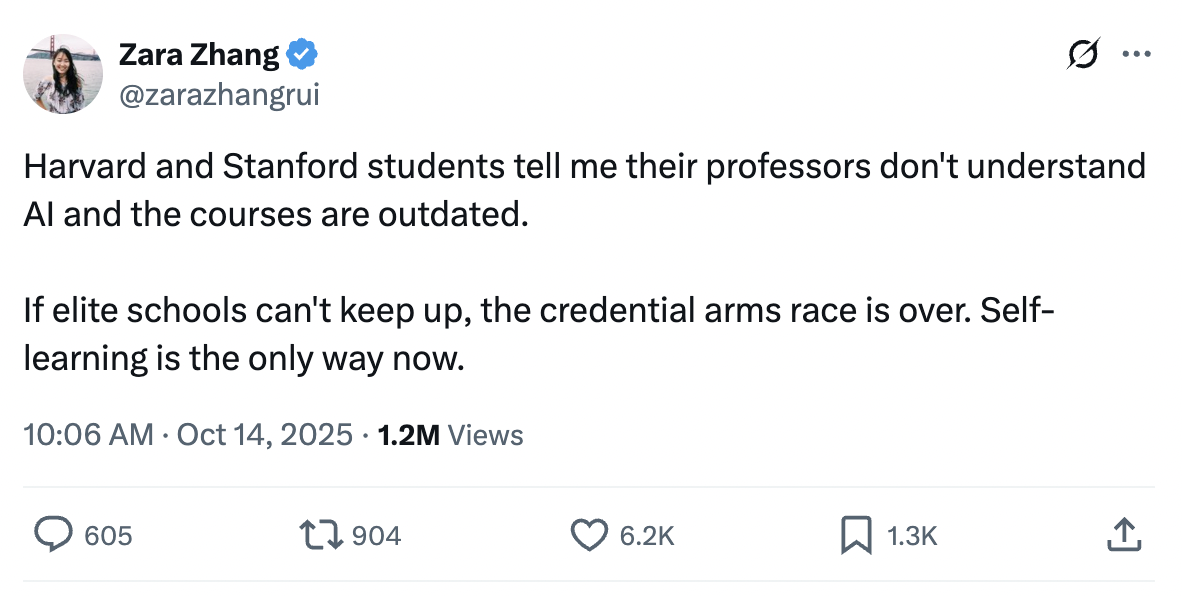 Zara Zhang
@zarazhangrui
Harvard and Stanford students tell me their professors don't understand
AI and the courses are outdated.
If elite schools can't keep up, the credential arms race is over. Self-
learning is the only way now.
10:06 AM · Oct 14, 2025 · 1.2M Views
605 904 6.2K 1.3K